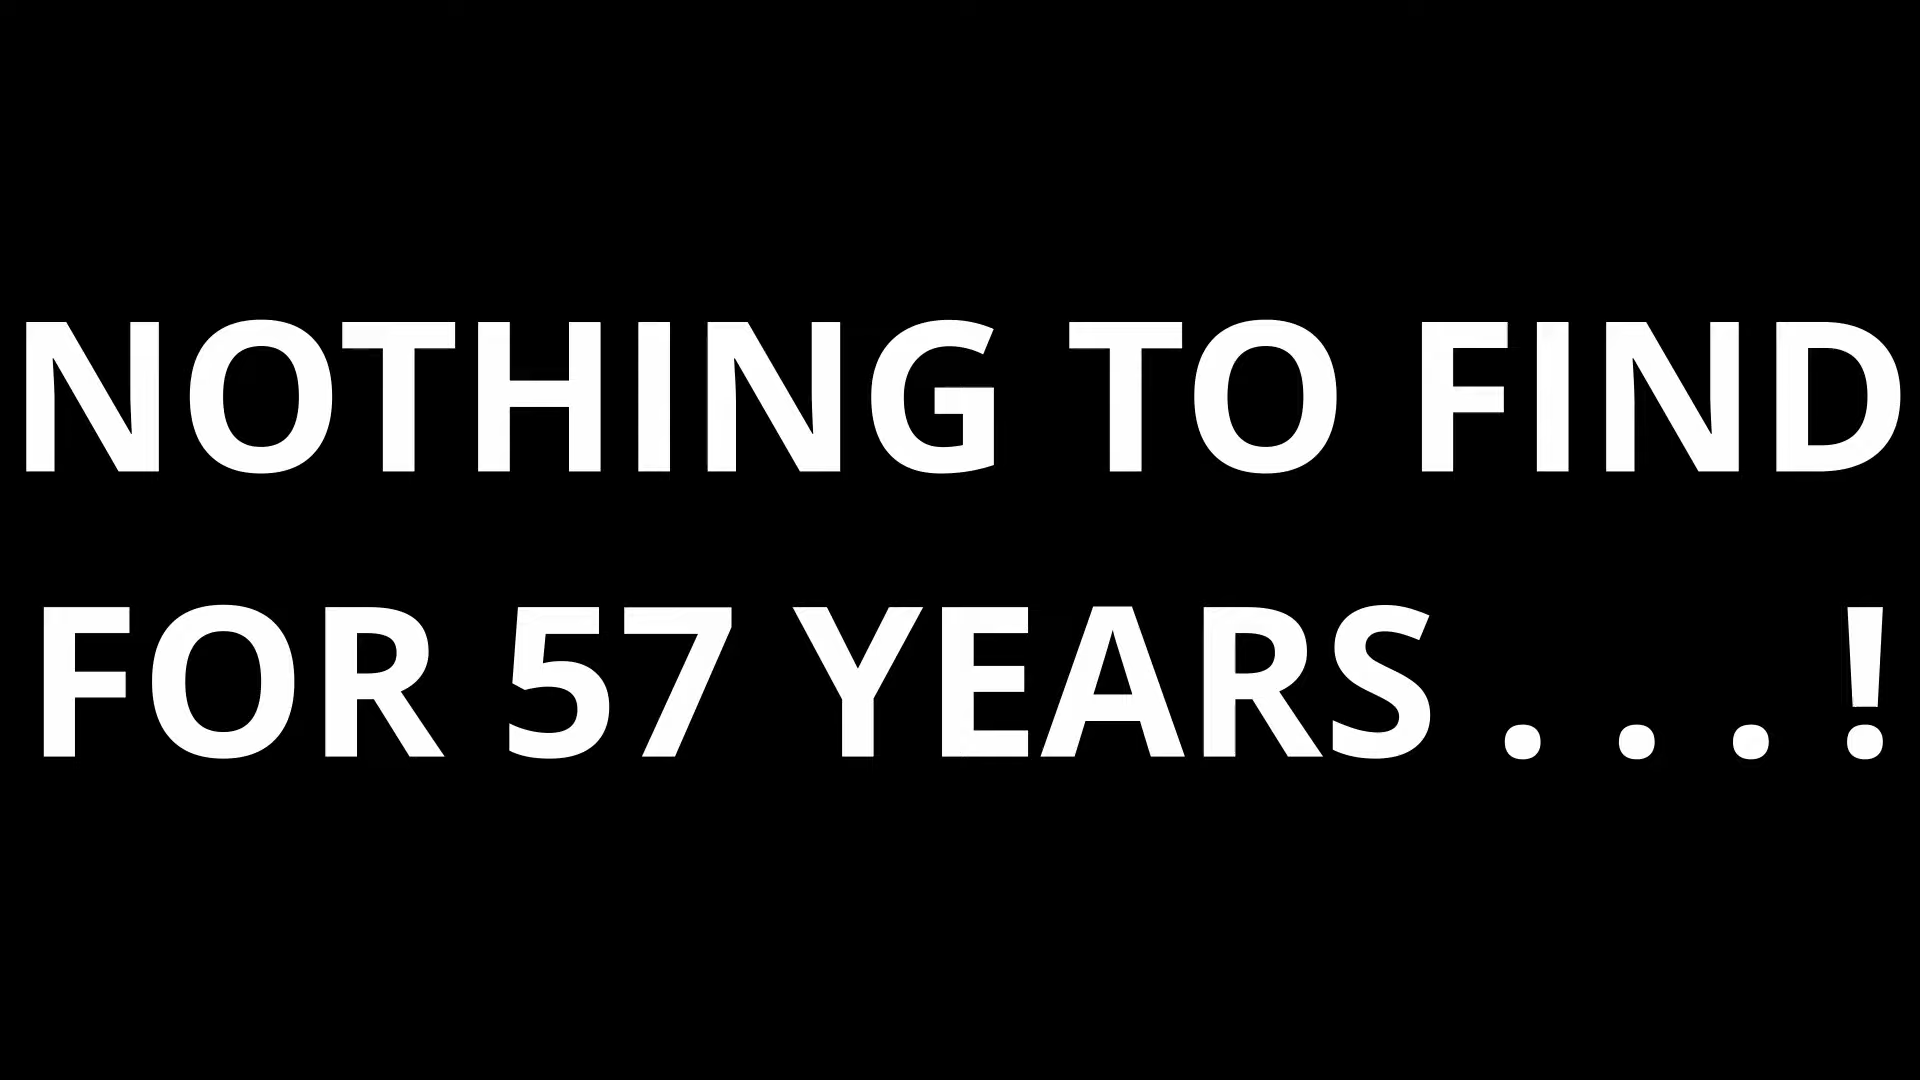 NOTHING TO FIND
FOR 57 YEARS . . . !